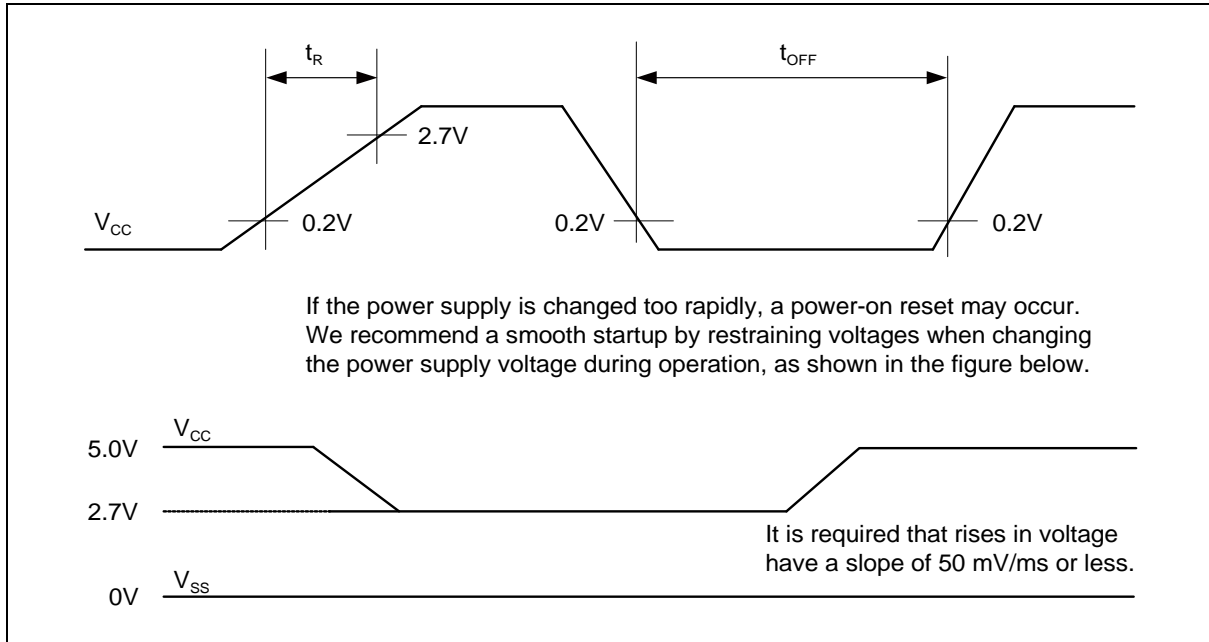 tR
tOFF
2.7V
VCC
0.2V
0.2V
0.2V
If the power supply is changed too rapidly, a power-on reset may occur.
We recommend a smooth startup by restraining voltages when changing
the power supply voltage during operation, as shown in the figure below.
VCC
5.0V
2.7V
It is required that rises in voltage
have a slope of 50 mV/ms or less.
VSS
0V